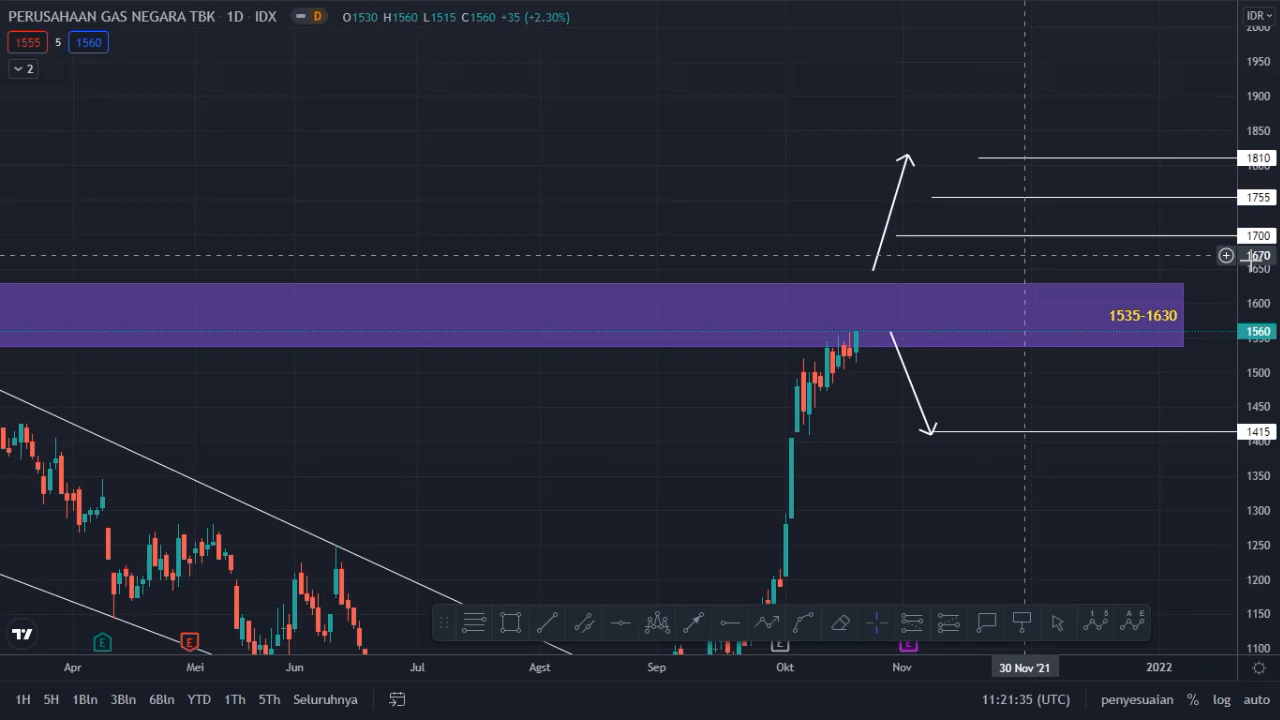 PERUSAHAAN GAS NEGARA TBK · 1D · IDX D O1530 H1560 L1515 C1560 +35 (+2.30%)
IDR
1555 5 1560
2
2000
1950
1900
1850
1810
1755
1700
1670
1650
1600
1535-1630
1560
1500
1450
1415
1400
1350
1300
1250
1200
1150
1100
1 5
A E
E
E
E
E
Apr Mei Jun Jul Agst Sep Okt Nov 30 Nov '21 2022
1H 5H 1Bln 3Bln 6Bln YTD 1Th 5Th Seluruhnya 11:21:35 (UTC) penyesuaian % log auto